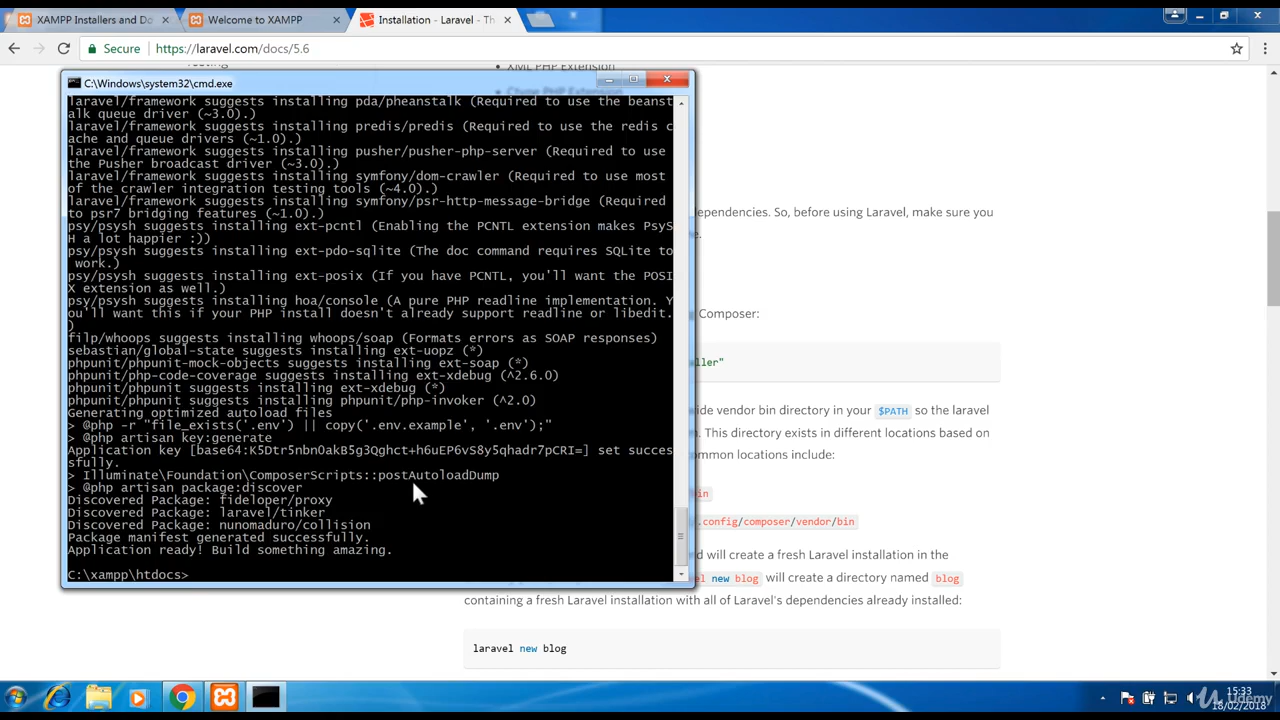 XAMPP Installers and Do
Welcome to XAMPP
Installation - Laravel - Th
Secure
https://laravel.com/docs/5.6
XML PHP Extension
Ctype PHP Extension
C:\Windows\system32\cmd.exe
laravel/framework suggests installing pda/pheanstalk (Required to use the beanst
alk queue driver (~3.0).)
laravel/framework suggests installing predis/predis (Required to use the redis c
ache and queue drivers (~1.0).)
laravel/framework suggests installing pusher/pusher-php-server (Required to use
the Pusher broadcast driver (~3.0).)
laravel/framework suggests installing symfony/dom-crawler (Required to use most
of the crawler integration testing tools (~4.0).)
laravel/framework suggests installing symfony/psr-http-message-bridge (Required
to psr7 bridging features (~1.0).)
psy/psysh suggests installing ext-pcntl (Enabling the PCNTL extension makes PsyS
H a lot happier :))
psy/psysh suggests installing ext-pdo-sqlite (The doc command requires SQLite to
work.)
psy/psysh suggests installing ext-posix (If you have PCNTL, you'll want the POSI
X extension as well.)
psy/psysh suggests installing hoa/console (A pure PHP readline implementation. Y
ou'll want this if your PHP install doesn't already support readline or libedit.
)
filp/whoops suggests installing whoops/soap (Formats errors as SOAP responses)
sebastian/global-state suggests installing ext-uopz (*)
phpunit/phpunit-mock-objects suggests installing ext-soap (*)
phpunit/php-code-coverage suggests installing ext-xdebug (^2.6.0)
phpunit/phpunit suggests installing ext-xdebug (*)
phpunit/phpunit suggests installing phpunit/php-invoker (^2.0)
Generating optimized autoload files
> @php -r "file_exists('.env') || copy('.env.example', '.env');"
> @php artisan key:generate
Application key [base64:K5Dtr5nbnOakB5g3Qghct+h6uEP6vS8y5qhadr7pCRI=] set succes
sfully.
> Illuminate\Foundation\ComposerScripts::postAutoloadDump
> @php artisan package:discover
Discovered Package: fideloper/proxy
Discovered Package: laravel/tinker
Discovered Package: nunomaduro/collision
Package manifest generated successfully.
Application ready! Build something amazing.
C:\xampp\htdocs>
dependencies. So, before using Laravel, make sure you
e.
Composer:
ller"
ide vendor bin directory in your $PATH so the laravel
n. This directory exists in different locations based on
ommon locations include:
in
.config/composer/vendor/bin
d will create a fresh Laravel installation in the
el new blog will create a directory named blog
containing a fresh Laravel installation with all of Laravel's dependencies already installed:
laravel new blog
15:33
18/02/2018
Udemy